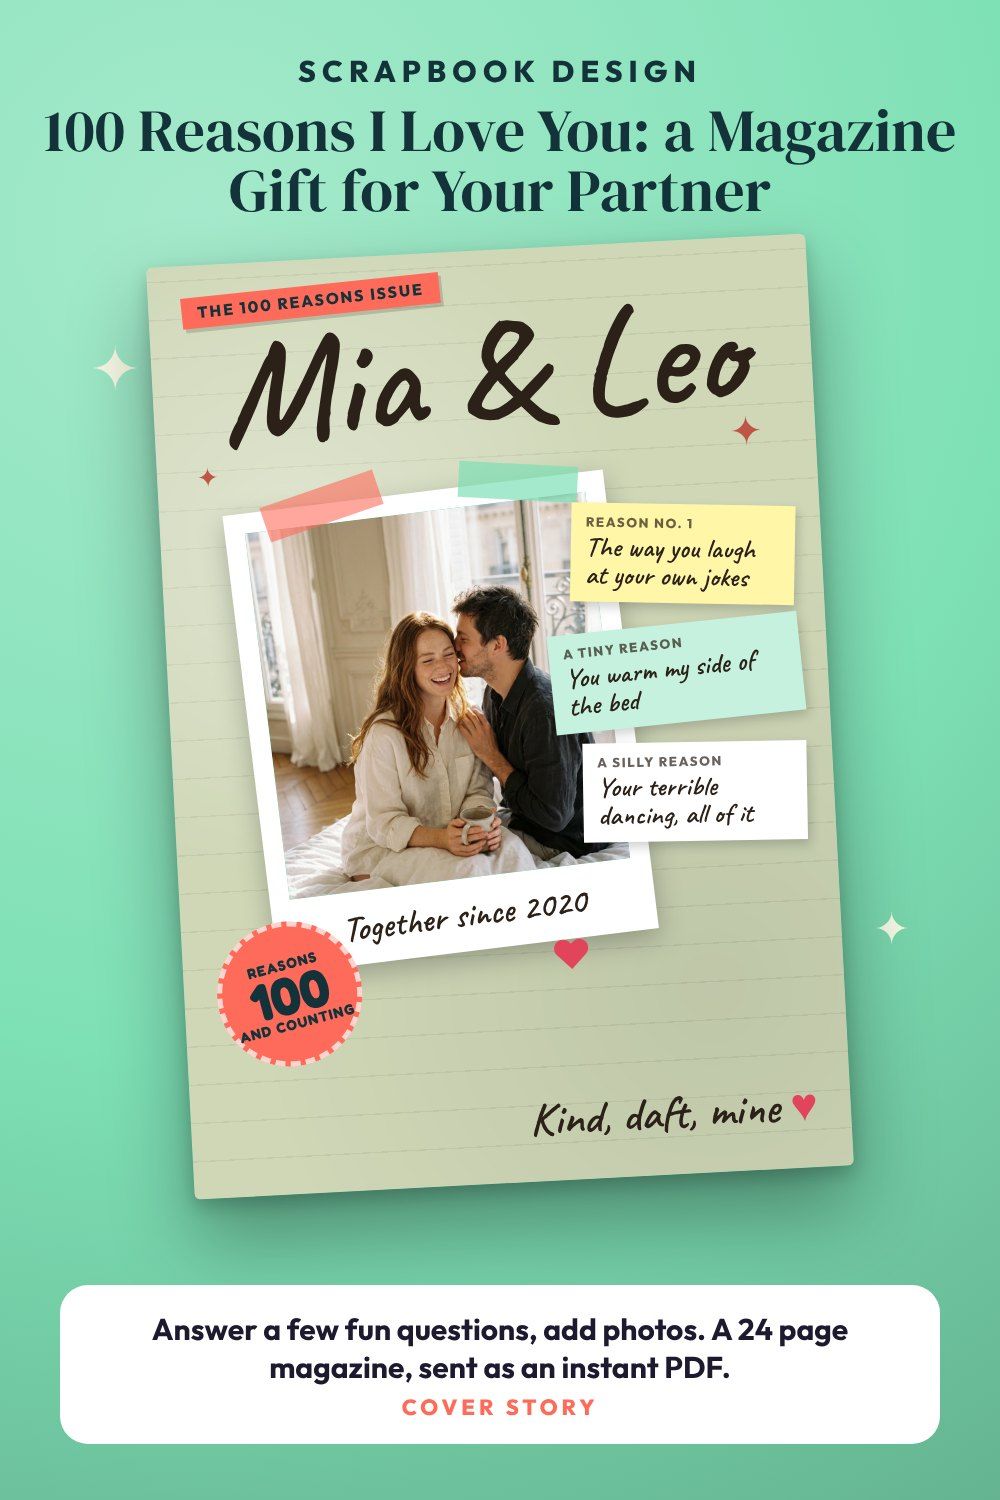 SCRAPBOOK DESIGN
100 Reasons I Love You: a Magazine
Gift for Your Partner
THE 100 REASONS ISSUE
Mia & Leo
REASON NO. 1
The way you laugh
at your own jokes
A TINY REASON
You warm my side of
the bed
A SILLY REASON
Your terrible
dancing, all of it
Together since 2020
REASONS
100
AND COUNTING
Kind, daft, mine
Answer a few fun questions, add photos. A 24 page
magazine, sent as an instant PDF.
COVER STORY